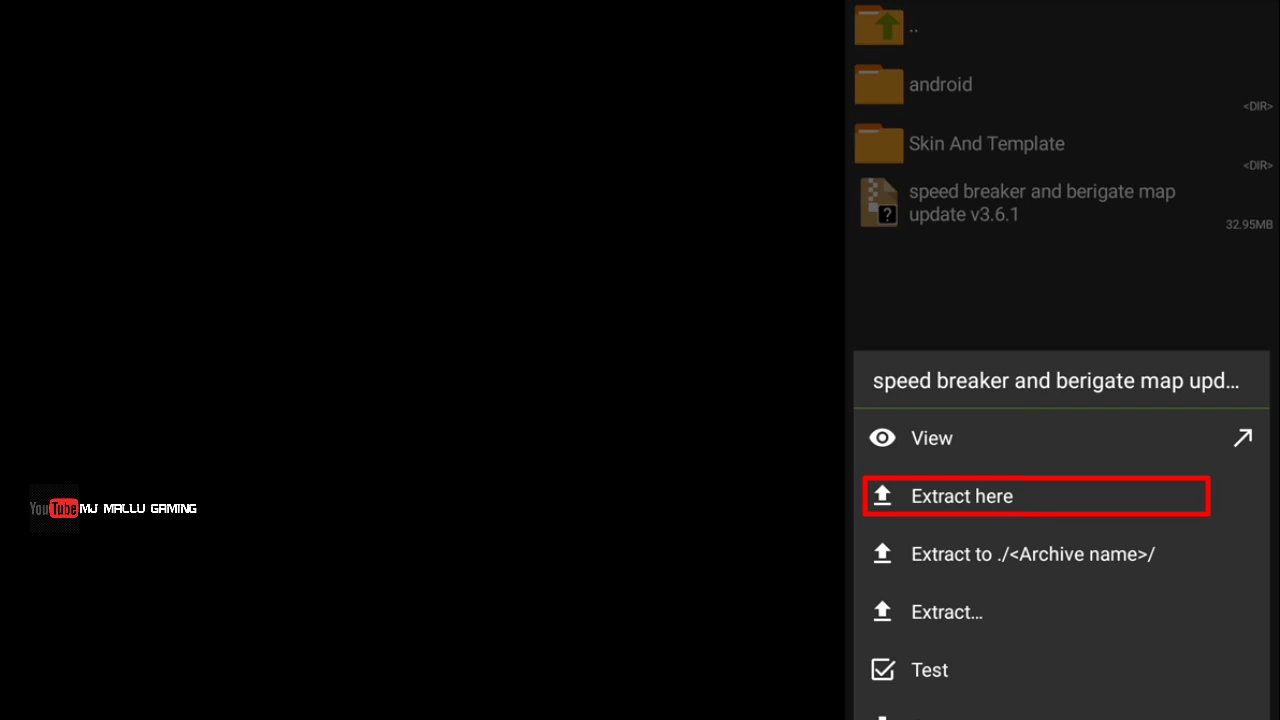 ..
android
<DIR>
Skin And Template
<DIR>
speed breaker and berigate map
update v3.6.1
32.95MB
speed breaker and berigate map upd...
View
Extract here
Extract to ./<Archive name>/
Extract...
Test
YouTube MJ MALLU GAMING